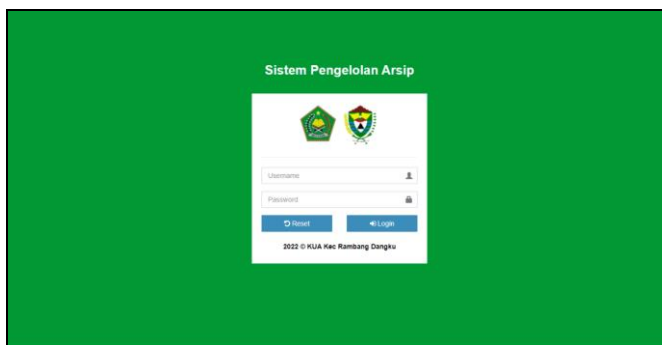 Sistem Pengelolan Arsip
Username
Password
Reset
Login
2022 © KUA Kec Rambang Dangku